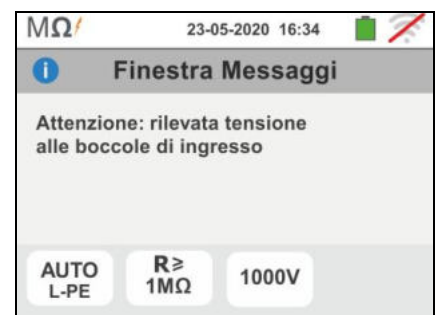 MΩ 23-05-2020 16:34
Finestra Messaggi
Attenzione: rilevata tensione
alle boccole di ingresso
AUTO R≥ 1000V
L-PE 1MΩ